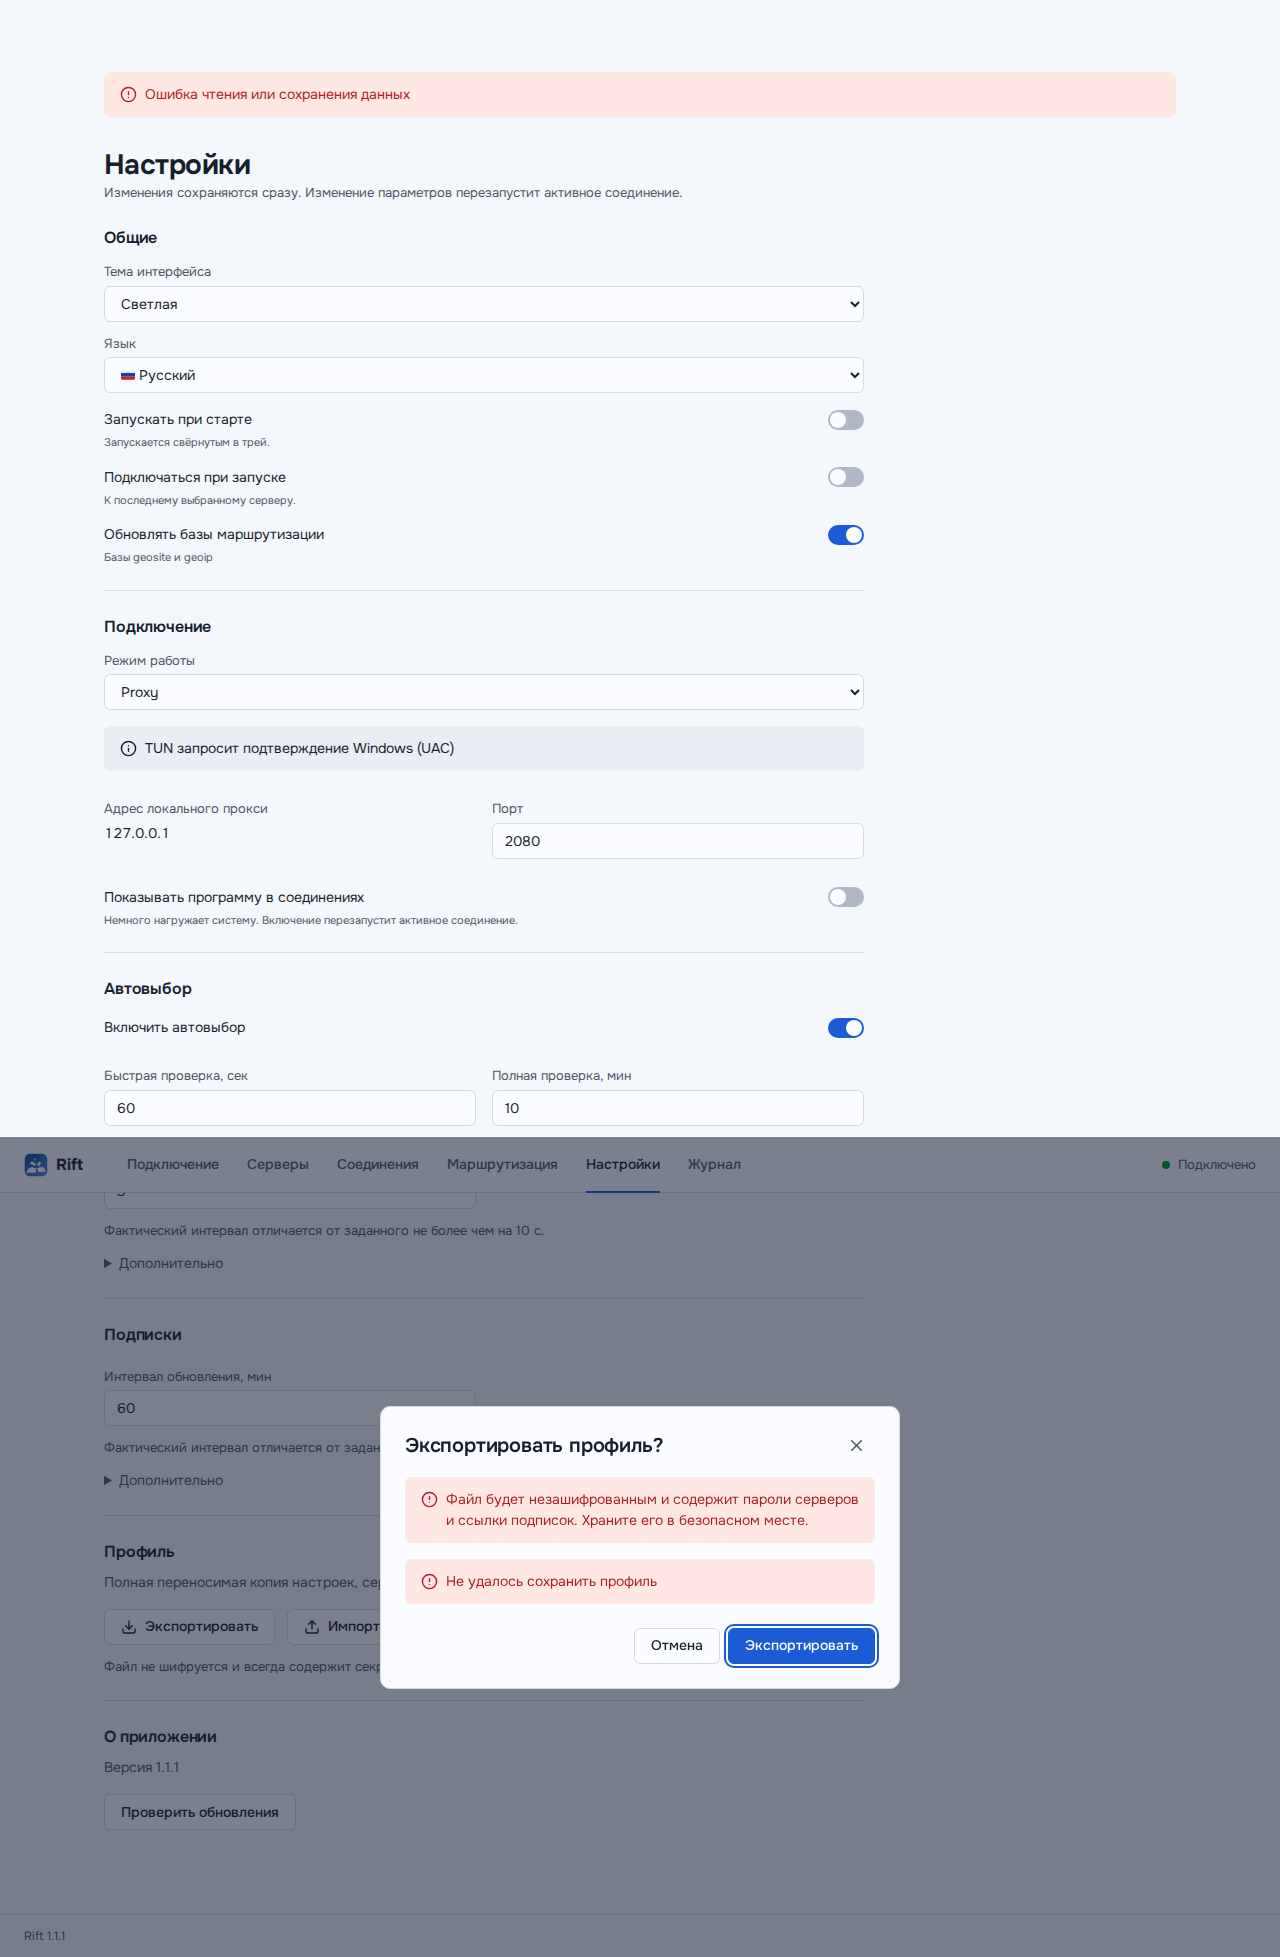 Ошибка чтения или сохранения данных
Настройки
Изменения сохраняются сразу. Изменение параметров перезапустит активное соединение.
Общие
Тема интерфейса
Светлая
Язык
Русский
Запускать при старте
Запускается свёрнутым в трей.
Подключаться при запуске
К последнему выбранному серверу.
Обновлять базы маршрутизации
Базы geosite и geoip
Подключение
Режим работы
Proxy
TUN запросит подтверждение Windows (UAC)
Адрес локального прокси
Порт
127.0.0.1
2080
Показывать программу в соединениях
Немного нагружает систему. Включение перезапустит активное соединение.
Автовыбор
Включить автовыбор
Быстрая проверка, сек
Полная проверка, мин
60
10
Rift
Подключение
Серверы
Соединения
Маршрутизация
Настройки
Журнал
Подключено
Фактический интервал отличается от заданного не более чем на 10 с.
Дополнительно
Подписки
Интервал обновления, мин
60
Фактический интервал отличается от
Дополнительно
Профиль
Полная переносимая копия настроек,
Экспортировать
Импорт
Файл не шифруется и всегда содержит
Экспортировать профиль?
Файл будет незашифрованным и содержит пароли серверов
и ссылки подписок. Храните его в безопасном месте.
Не удалось сохранить профиль
Отмена
Экспортировать
О приложении
Версия 1.1.1
Проверить обновления
Rift 1.1.1